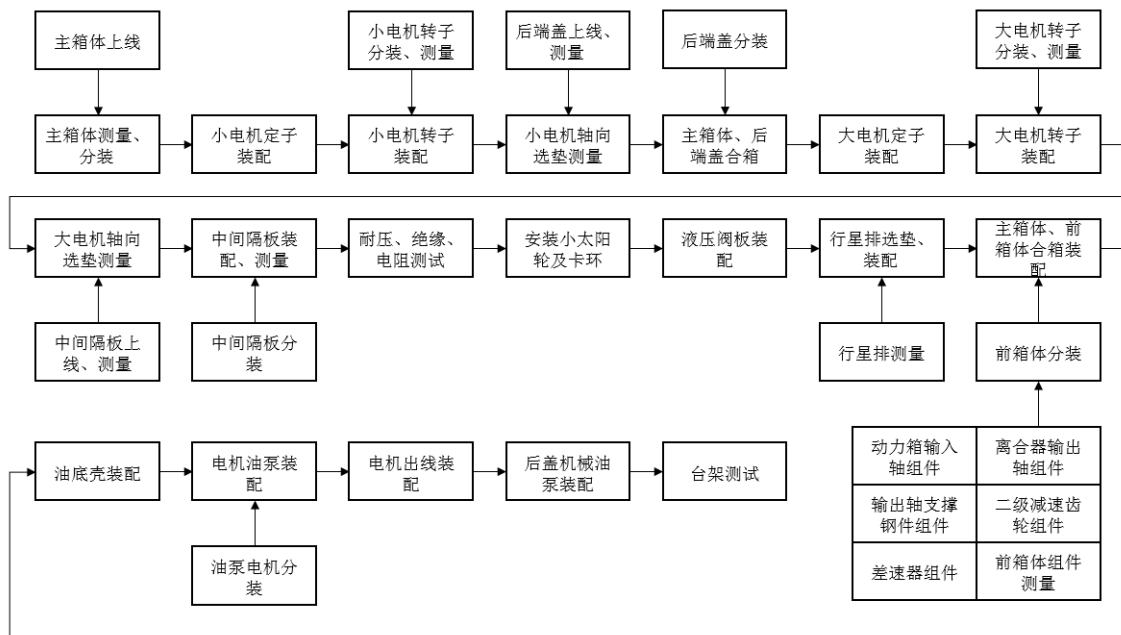 主箱体上线
小电机转子
分装、测量
后端盖上线、
测量
后端盖分装
大电机转子
分装、测量
主箱体测量、
分装
小电机定子
装配
小电机转子
装配
小电机轴向
选垫测量
主箱体、后
端盖合箱
大电机定子
装配
大电机转子
装配
大电机轴向
选垫测量
中间隔板装
配、测量
耐压、绝缘、
电阻测试
安装小太阳
轮及卡环
液压阀板装
配
行星排选垫、
装配
主箱体、前
箱体合箱装
配
中间隔板上
线、测量
中间隔板分
装
行星排测量
前箱体分装
油底壳装配
电机油泵装
配
电机出线装
配
后盖机械油
泵装配
台架测试
动力箱输入
轴组件
离合器输出
轴组件
输出轴支撑
钢件组件
二级减速齿
轮组件
差速器组件
前箱体组件
测量
油泵电机分
装